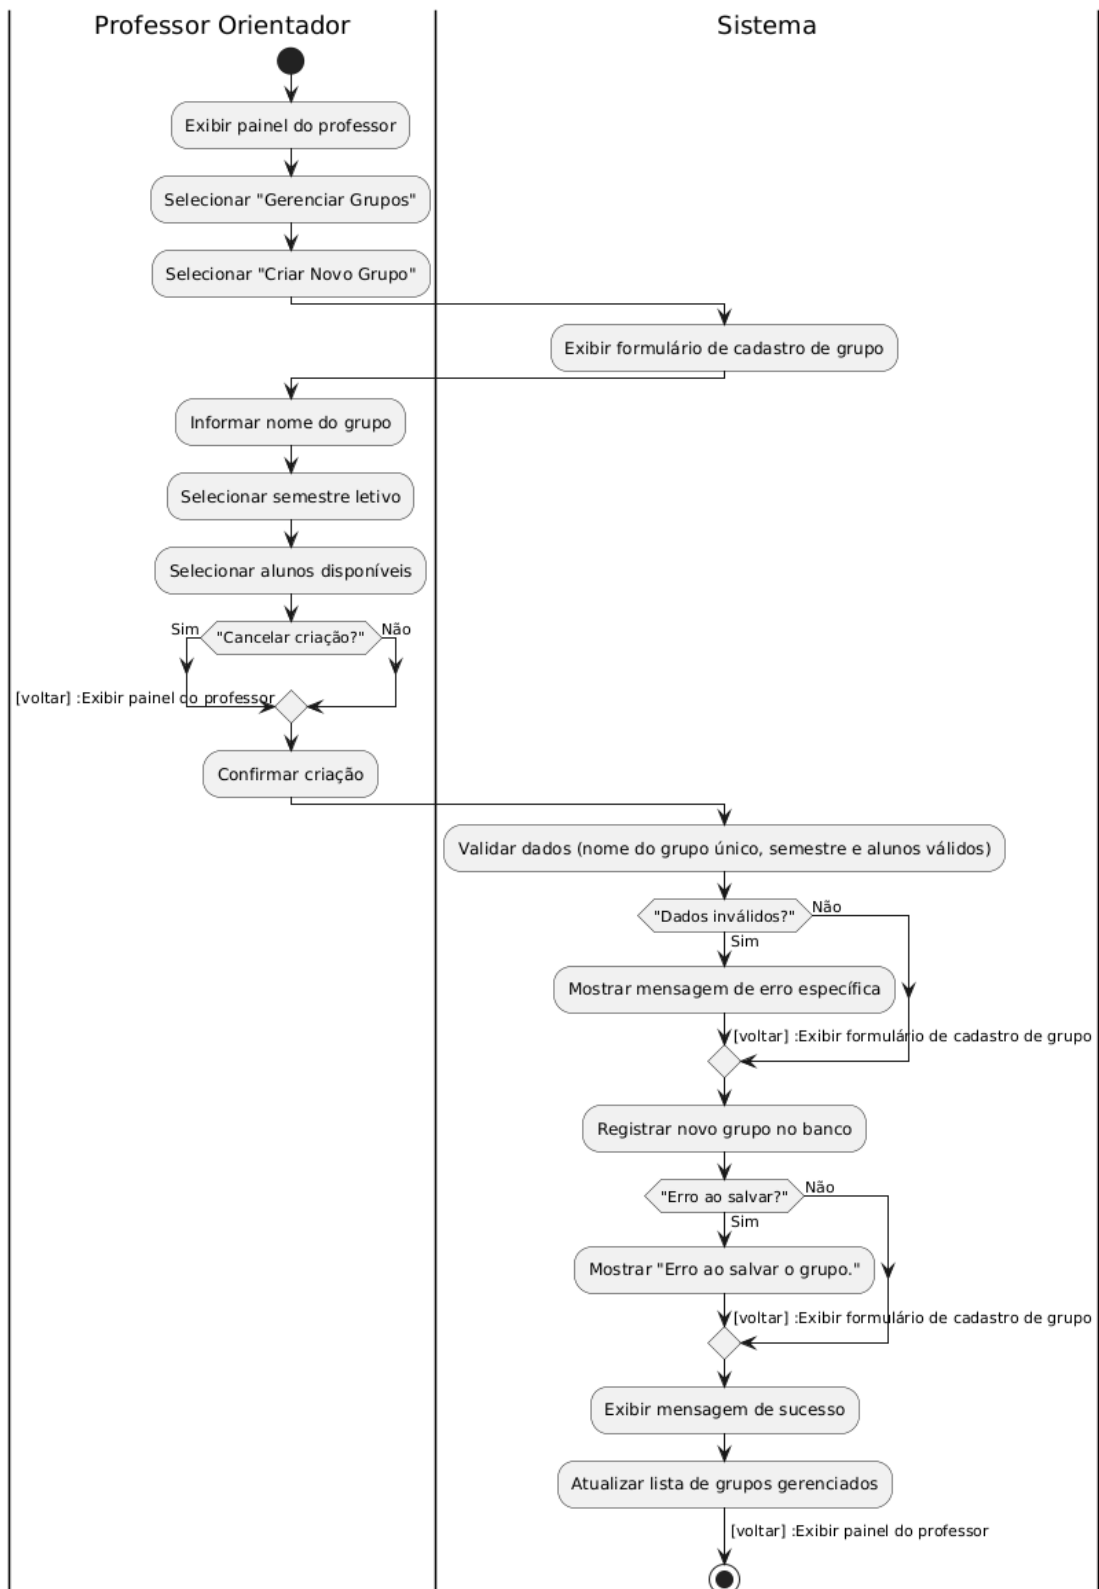 Professor Orientador
Sistema
Exibir painel do professor
Selecionar "Gerenciar Grupos"
Selecionar "Criar Novo Grupo"
Exibir formulário de cadastro de grupo
Informar nome do grupo
Selecionar semestre letivo
Selecionar alunos disponíveis
Sim
"Cancelar criação?"
Não
[voltar] :Exibir painel do professor
Confirmar criação
Validar dados (nome do grupo único, semestre e alunos válidos)
"Dados inválidos?"
Não
Sim
Mostrar mensagem de erro específica
[voltar] :Exibir formulário de cadastro de grupo
Registrar novo grupo no banco
"Erro ao salvar?"
Não
Sim
Mostrar "Erro ao salvar o grupo."
[voltar] :Exibir formulário de cadastro de grupo
Exibir mensagem de sucesso
Atualizar lista de grupos gerenciados
[voltar] :Exibir painel do professor